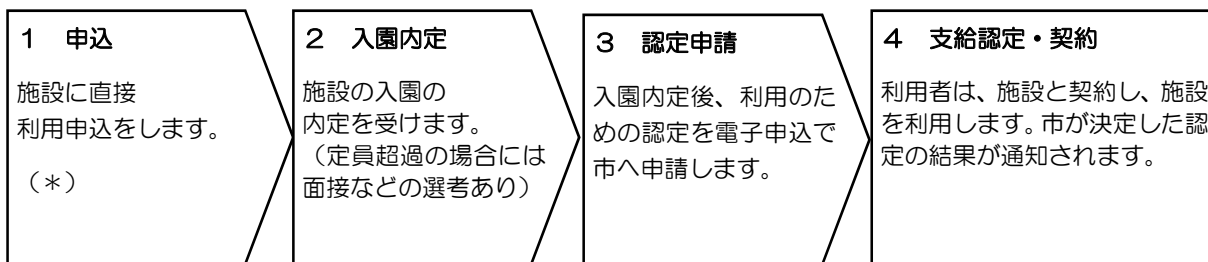 1 申込
施設に直接
利用申込をします。
(*)
2 入園内定
施設の入園の
内定を受けます。
(定員超過の場合には
面接などの選考あり)
3 認定申請
入園内定後、利用のた
めの認定を電子申込で
市へ申請します。
4 支給認定・契約
利用者は、施設と契約し、施設
を利用します。市が決定した認
定の結果が通知されます。